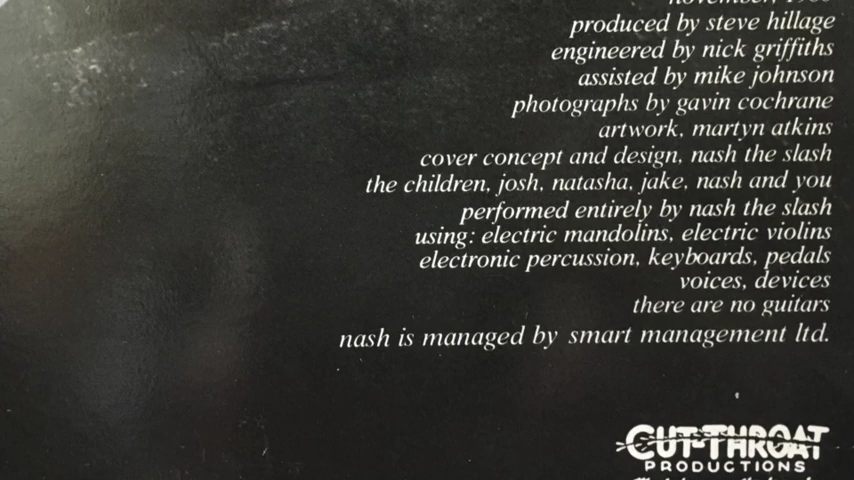 produced by steve hillage
engineered by nick griffiths
assisted by mike johnson
photographs by gavin cochrane
artwork, martyn atkins
cover concept and design, nash the slash
the children, josh, natasha, jake, nash and you
performed entirely by nash the slash
using: electric mandolins, electric violins
electronic percussion, keyboards, pedals
voices, devices
there are no guitars
nash is managed by smart management ltd.
CUT-THROAT
PRODUCTIONS